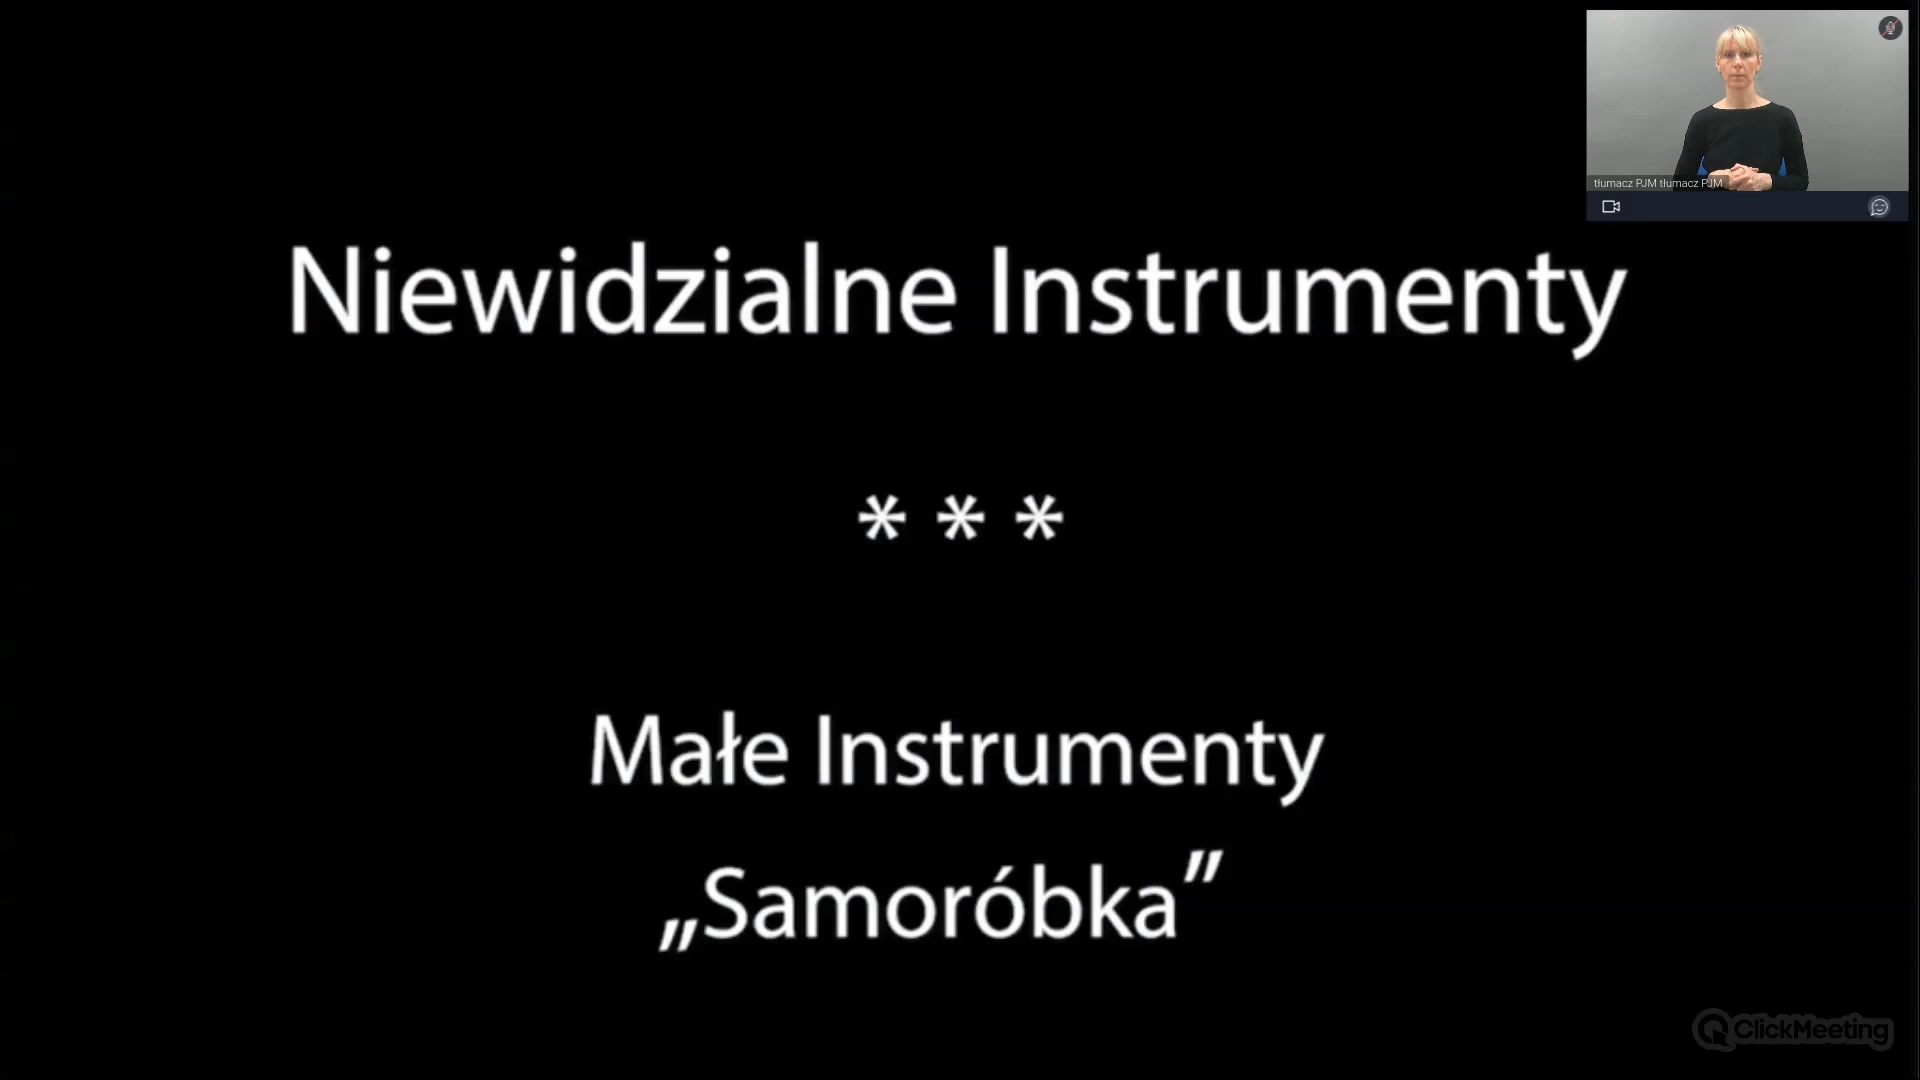 tłumacz PJM tłumacz PJM
Niewidzialne Instrumenty
* * *
Małe Instrumenty
„Samoróbka”
ClickMeeting